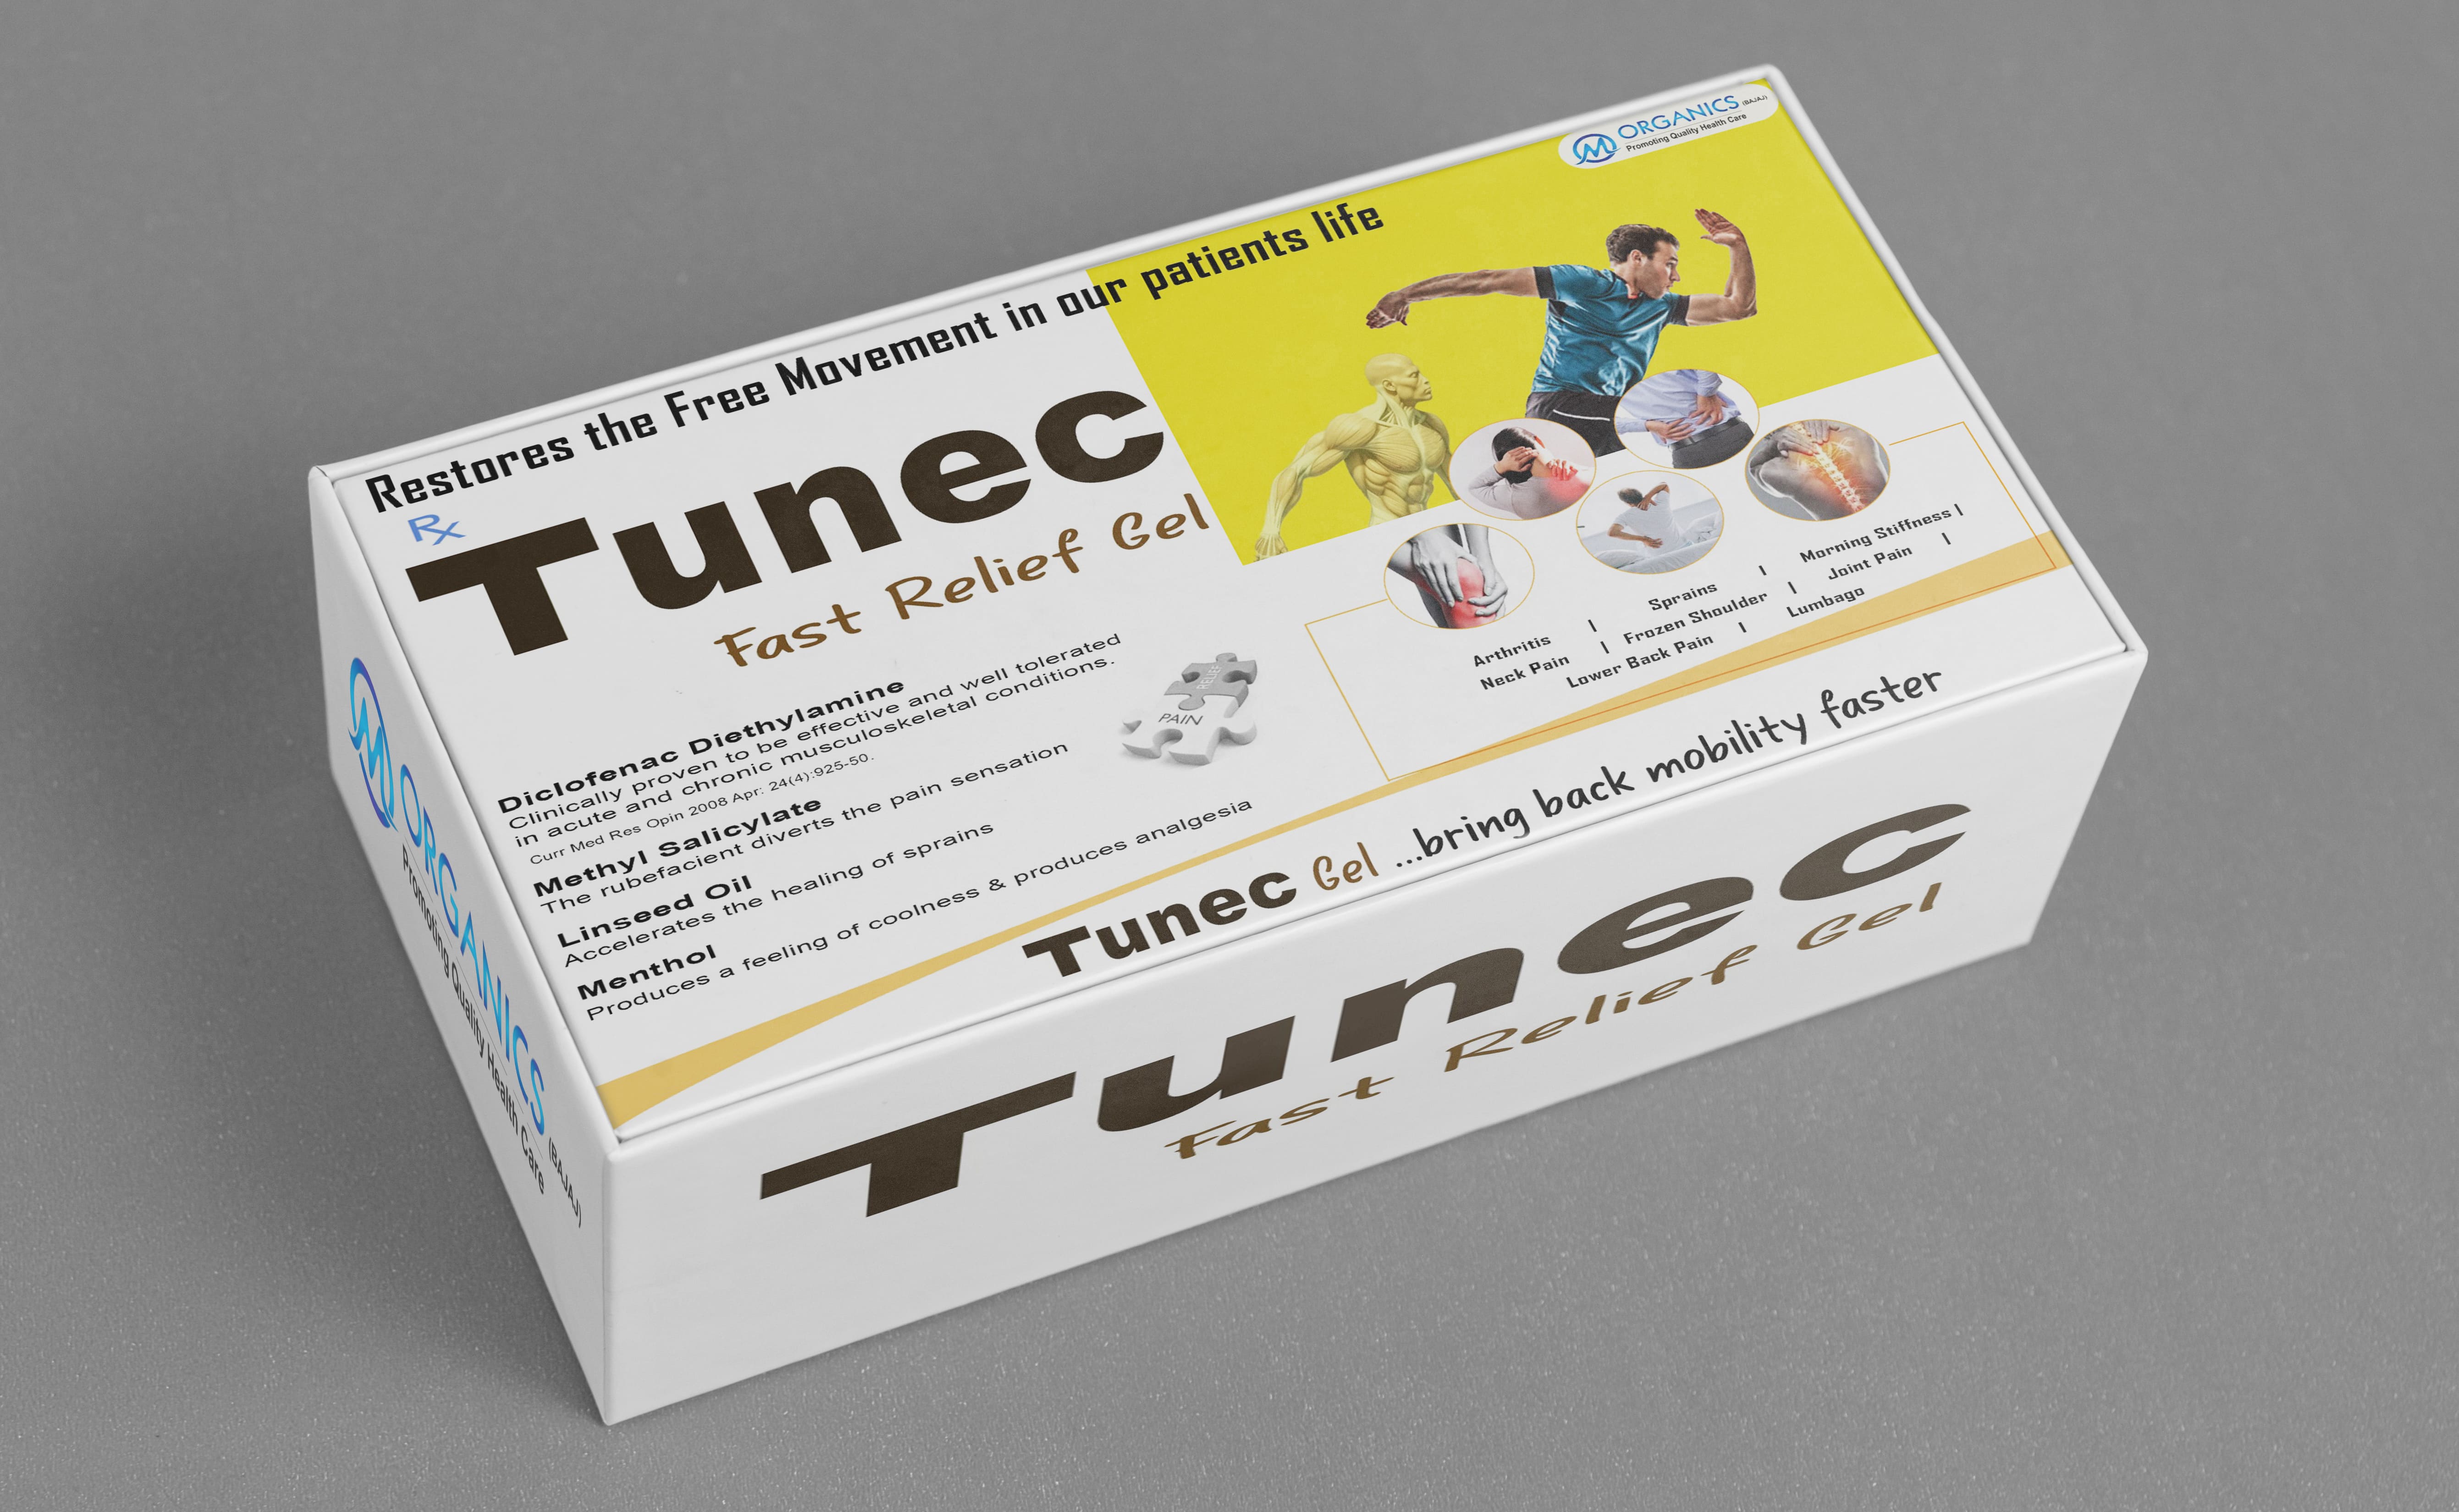 M ORGANICS (BAJAJ)
Promoting Quality Health Care
Restores the Free Movement in our patients life
Rx
Tunec
Fast Relief Gel
Diclofenac Diethylamine
Clinically proven to be effective and well tolerated
in acute and chronic musculoskeletal conditions.
Curr Med Res Opin 2008 Apr: 24(4):925-50.
Methyl Salicylate
The rubefacient diverts the pain sensation
Linseed Oil
Accelerates the healing of sprains
Menthol
Produces a feeling of coolness & produces analgesia
RELIEF
PAIN
Arthritis | Sprains | Morning Stiffness |
Neck Pain | Frozen Shoulder | Joint Pain |
Lower Back Pain | Lumbago
Tunec Gel ...bring back mobility faster
Tunec
Fast Relief Gel
M ORGANICS (BAJAJ)
Promoting Quality Health Care